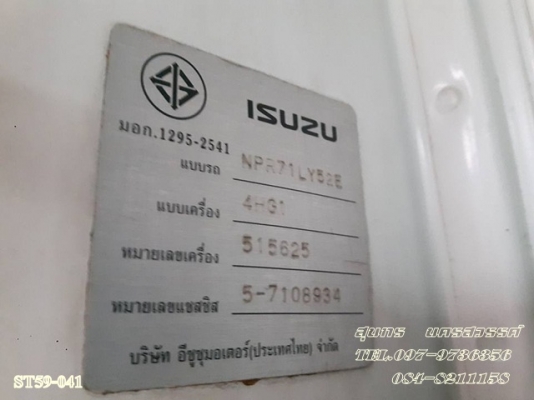 ISUZU
มอก.1295-2541
แบบรถ NPR71LY52E
แบบเครื่อง 4HG1
หมายเลขเครื่อง 515625
หมายเลขแชสซิส 5-7108934
บริษัท อีซูซุมอเตอร์(ประเทศไทย) จำกัด
สุนทร นครสวรรค์
TEL.097-9736356
084-8211158
ST59-041